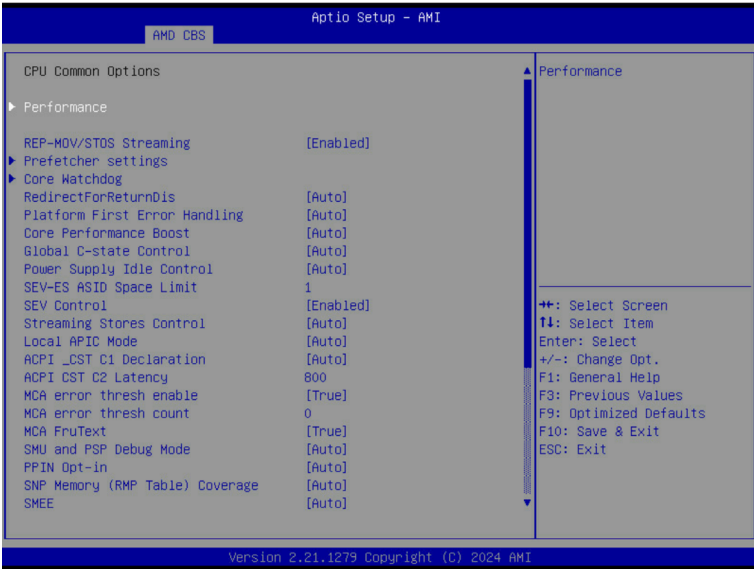 Aptio Setup - AMI
AMD CBS
CPU Common Options
Performance
REP-MOV/STOS Streaming [Enabled]
Prefetcher settings
Core Watchdog
RedirectForReturnDis [Auto]
Platform First Error Handling [Auto]
Core Performance Boost [Auto]
Global C-state Control [Auto]
Power Supply Idle Control [Auto]
SEV-ES ASID Space Limit 1
SEV Control [Enabled]
Streaming Stores Control [Auto]
Local APIC Mode [Auto]
ACPI _CST C1 Declaration [Auto]
ACPI CST C2 Latency 800
MCA error thresh enable [True]
MCA error thresh count 0
MCA FruText [True]
SMU and PSP Debug Mode [Auto]
PPIN Opt-in [Auto]
SNP Memory (RMP Table) Coverage [Auto]
SMEE [Auto]
Performance
→←: Select Screen
↑↓: Select Item
Enter: Select
+/-: Change Opt.
F1: General Help
F3: Previous Values
F9: Optimized Defaults
F10: Save & Exit
ESC: Exit
Version 2.21.1279 Copyright (C) 2024 AMI